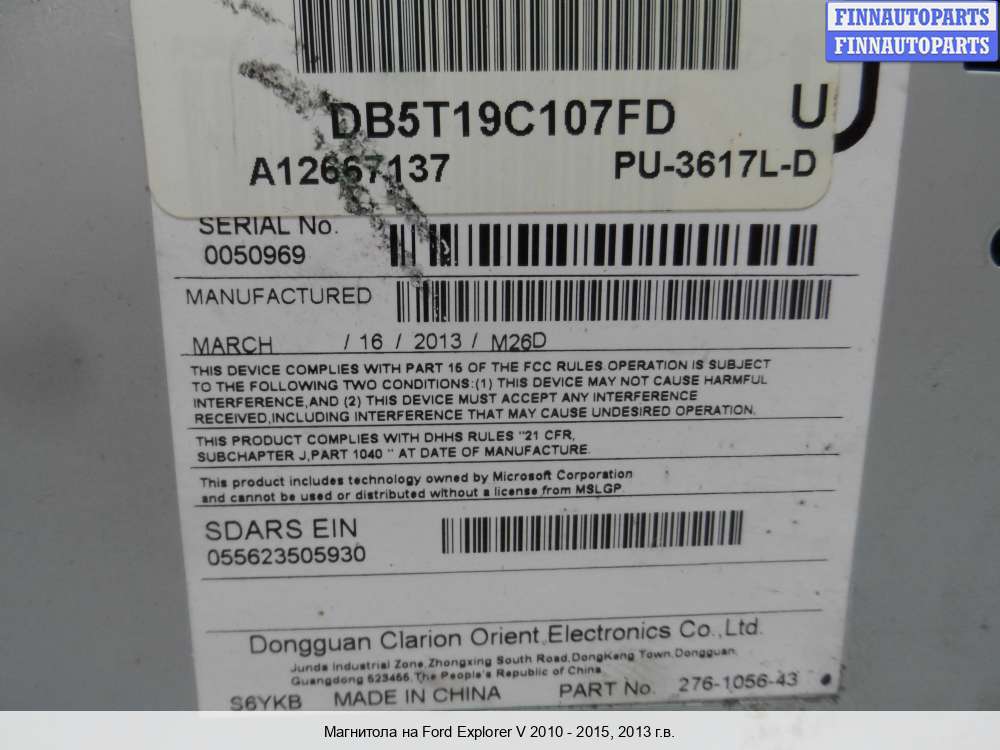 FINNAUTOPARTS
FINNAUTOPARTS
DB5T19C107FD U
A12667137 PU-3617L-D
SERIAL No.
0050969
MANUFACTURED
MARCH / 16 / 2013 / M26D
THIS DEVICE COMPLIES WITH PART 15 OF THE FCC RULES.OPERATION IS SUBJECT
TO THE FOLLOWING TWO CONDITIONS:(1) THIS DEVICE MAY NOT CAUSE HARMFUL
INTERFERENCE,AND (2) THIS DEVICE MUST ACCEPT ANY INTERFERENCE
RECEIVED,INCLUDING INTERFERENCE THAT MAY CAUSE UNDESIRED OPERATION.
THIS PRODUCT COMPLIES WITH DHHS RULES "21 CFR,
SUBCHAPTER J,PART 1040 " AT DATE OF MANUFACTURE.
This product includes technology owned by Microsoft Corporation
and cannot be used or distributed without a license from MSLGP
SDARS EIN
055623505930
Dongguan Clarion Orient Electronics Co.,Ltd.
Junda Industrial Zone,Zhongxing South Road,DongKeng Town,Dongguan,
Guangdong 523455,The People's Republic of China
S6YKB MADE IN CHINA PART No. 276-1056-43
Магнитола на Ford Explorer V 2010 - 2015, 2013 г.в.